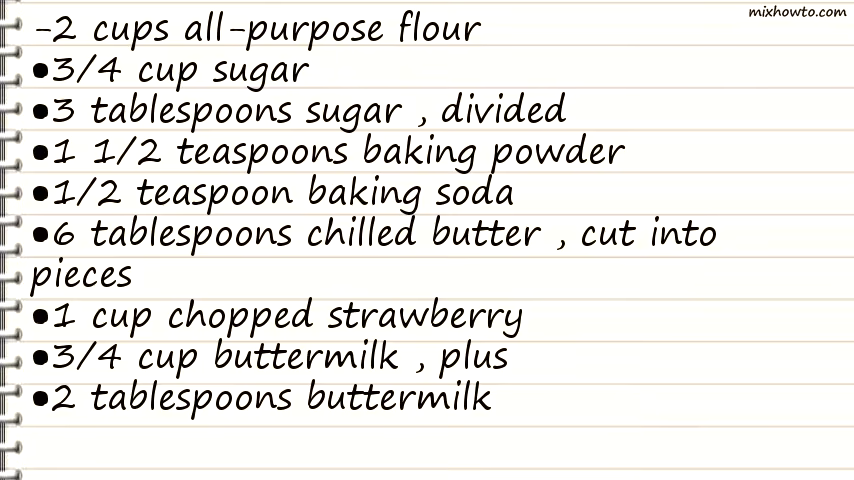 mixhowto.com
-2 cups all-purpose flour
•3/4 cup sugar
•3 tablespoons sugar , divided
•1 1/2 teaspoons baking powder
•1/2 teaspoon baking soda
•6 tablespoons chilled butter , cut into
pieces
•1 cup chopped strawberry
•3/4 cup buttermilk , plus
•2 tablespoons buttermilk